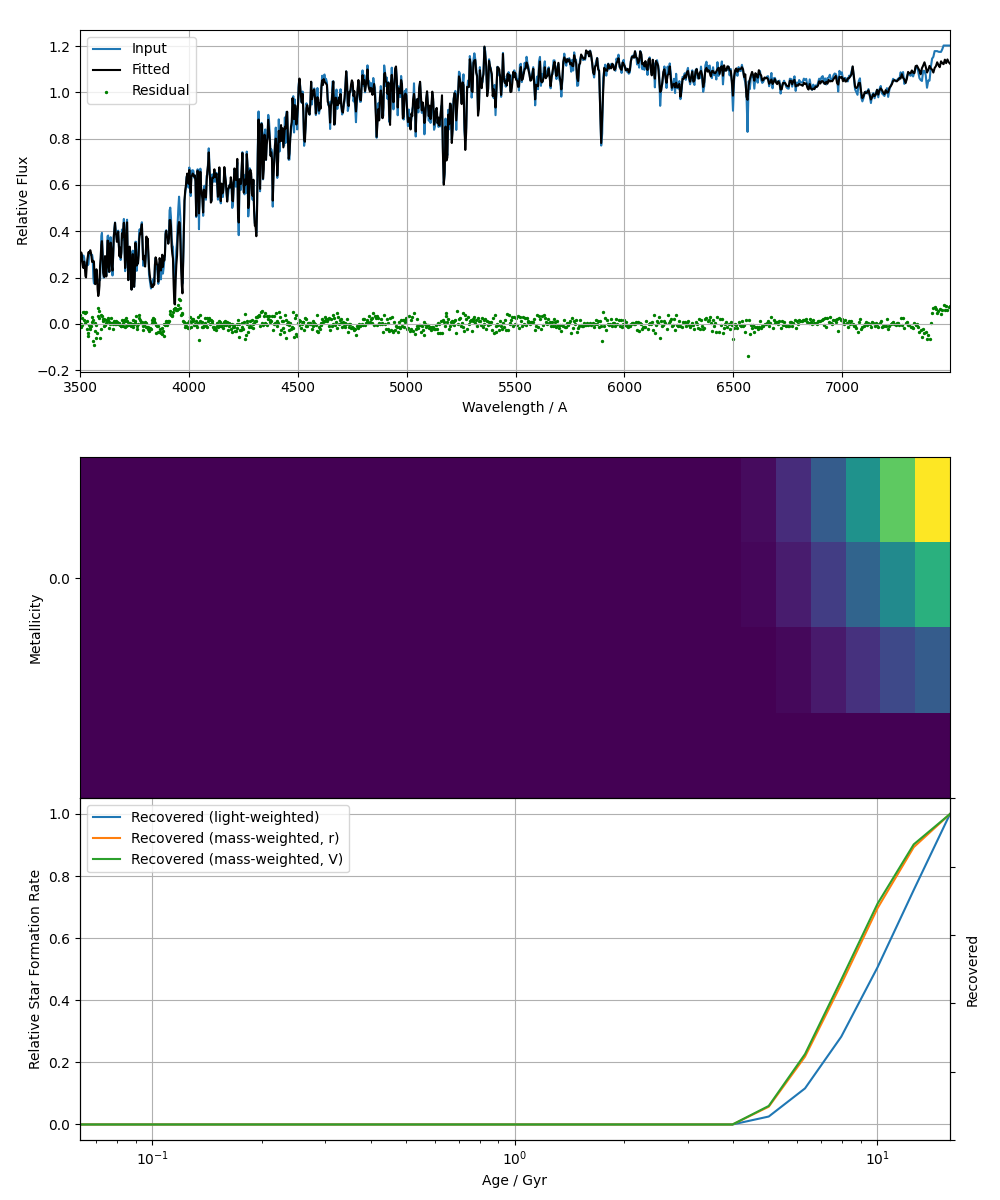 1.2
1.0
0.8
0.6
0.4
0.2
0.0
−0.2
Relative Flux
Input
Fitted
Residual
3500 4000 4500 5000 5500 6000 6500 7000
Wavelength / A
0.0
Metallicity
1.0
0.8
0.6
0.4
0.2
0.0
Relative Star Formation Rate
Recovered (light-weighted)
Recovered (mass-weighted, r)
Recovered (mass-weighted, V)
Recovered
10⁻¹ 10⁰ 10¹
Age / Gyr